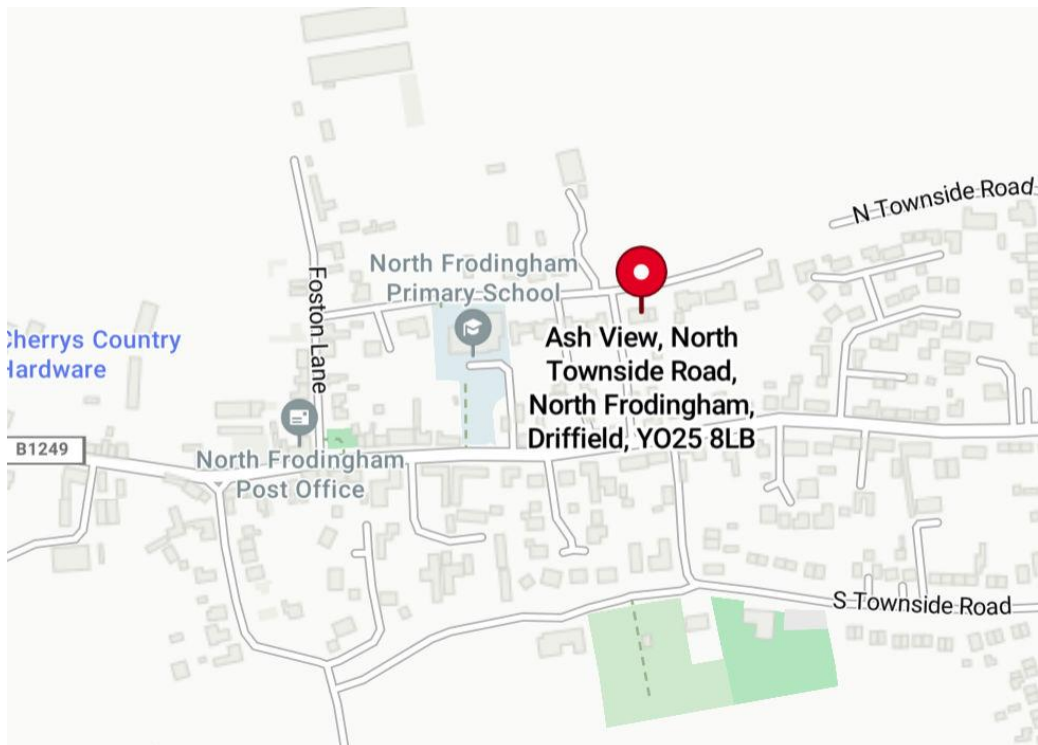 N Townside Road
North Frodingham
Primary School
Foston Lane
Cherrys Country
Hardware
Ash View, North
Townside Road,
North Frodingham,
Driffield, YO25 8LB
B1249
North Frodingham
Post Office
S Townside Road